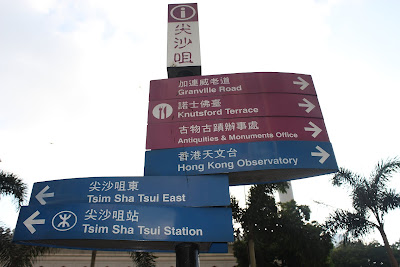 i
尖沙咀
加連威老道
Granville Road
諾士佛臺
Knutsford Terrace
古物古蹟辦事處
Antiquities & Monuments Office
香港天文台
Hong Kong Observatory
尖沙咀東
Tsim Sha Tsui East
尖沙咀站
Tsim Sha Tsui Station